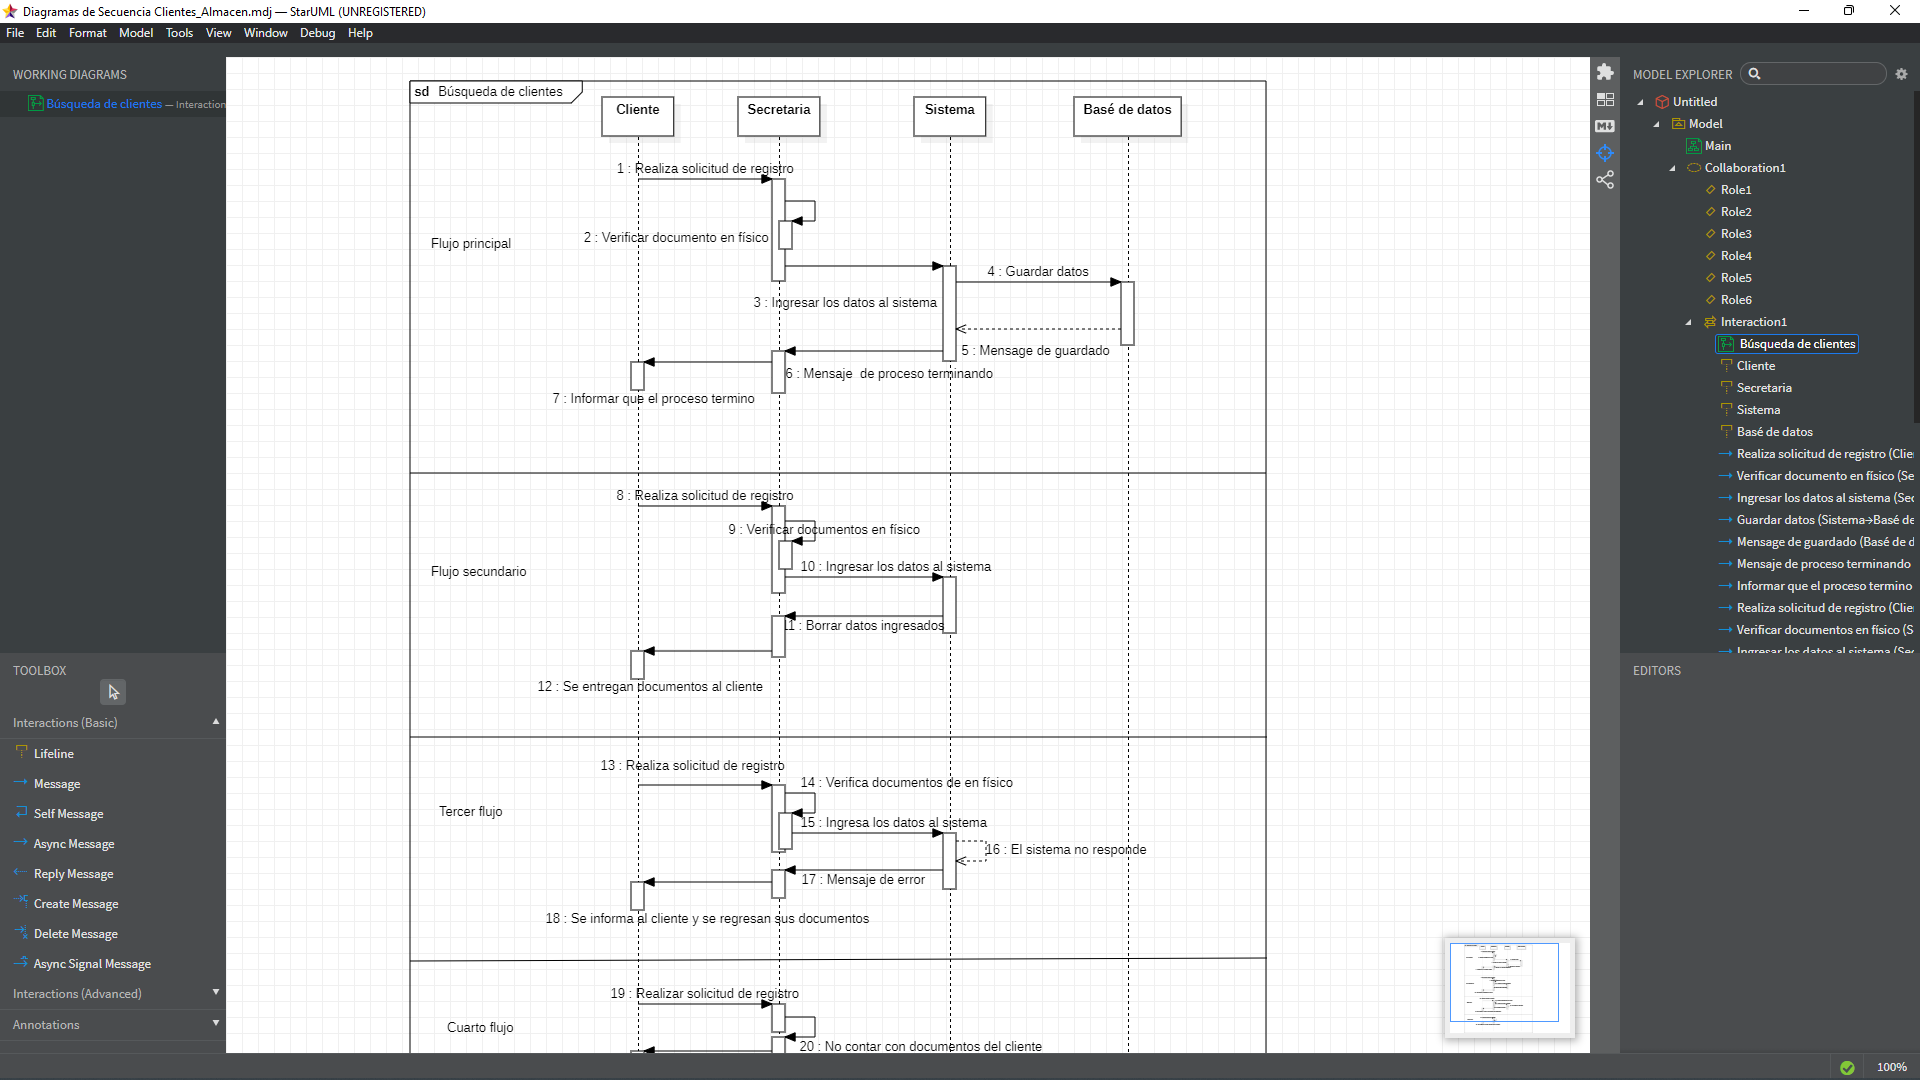 Diagramas de Secuencia Clientes_Almacen.mdj — StarUML (UNREGISTERED)
File Edit Format Model Tools View Window Debug Help
WORKING DIAGRAMS
Búsqueda de clientes — Interaction
TOOLBOX
Interactions (Basic)
Lifeline
Message
Self Message
Async Message
Reply Message
Create Message
Delete Message
Async Signal Message
Interactions (Advanced)
Annotations
sd Búsqueda de clientes
Cliente
Secretaria
Sistema
Basé de datos
1 : Realiza solicitud de registro
2 : Verificar documento en físico
Flujo principal
4 : Guardar datos
3 : Ingresar los datos al sistema
5 : Mensage de guardado
6 : Mensaje de proceso terminando
7 : Informar que el proceso termino
8 : Realiza solicitud de registro
9 : Verificar documentos en físico
10 : Ingresar los datos al sistema
Flujo secundario
11 : Borrar datos ingresados
12 : Se entregan documentos al cliente
13 : Realiza solicitud de registro
14 : Verifica documentos de en físico
Tercer flujo
15 : Ingresa los datos al sistema
16 : El sistema no responde
17 : Mensaje de error
18 : Se informa al cliente y se regresan sus documentos
19 : Realizar solicitud de registro
Cuarto flujo
20 : No contar con documentos del cliente
MODEL EXPLORER
Untitled
Model
Main
Collaboration1
Role1
Role2
Role3
Role4
Role5
Role6
Interaction1
Búsqueda de clientes
Cliente
Secretaria
Sistema
Basé de datos
Realiza solicitud de registro (Clie
Verificar documento en físico (Se
Ingresar los datos al sistema (Sec
Guardar datos (Sistema→Basé de
Mensage de guardado (Basé de d
Mensaje de proceso terminando
Informar que el proceso termino
Realiza solicitud de registro (Clie
Verificar documentos en físico (S
Ingresar los datos al sistema (Sec
EDITORS
100%